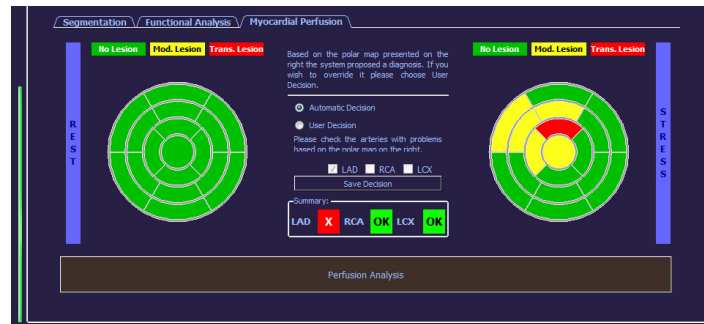 Segmentation Functional Analysis Myocardial Perfusion
No Lesion Mod. Lesion Trans. Lesion
REST
Based on the polar map presented on the
right the system proposed a diagnosis. If you
wish to override it please choose User
Decision.
Automatic Decision
User Decision
Please check the arteries with problems
based on the polar map on the right.
LAD RCA LCX
Save Decision
Summary:
LAD X RCA OK LCX OK
No Lesion Mod. Lesion Trans. Lesion
STRESS
Perfusion Analysis